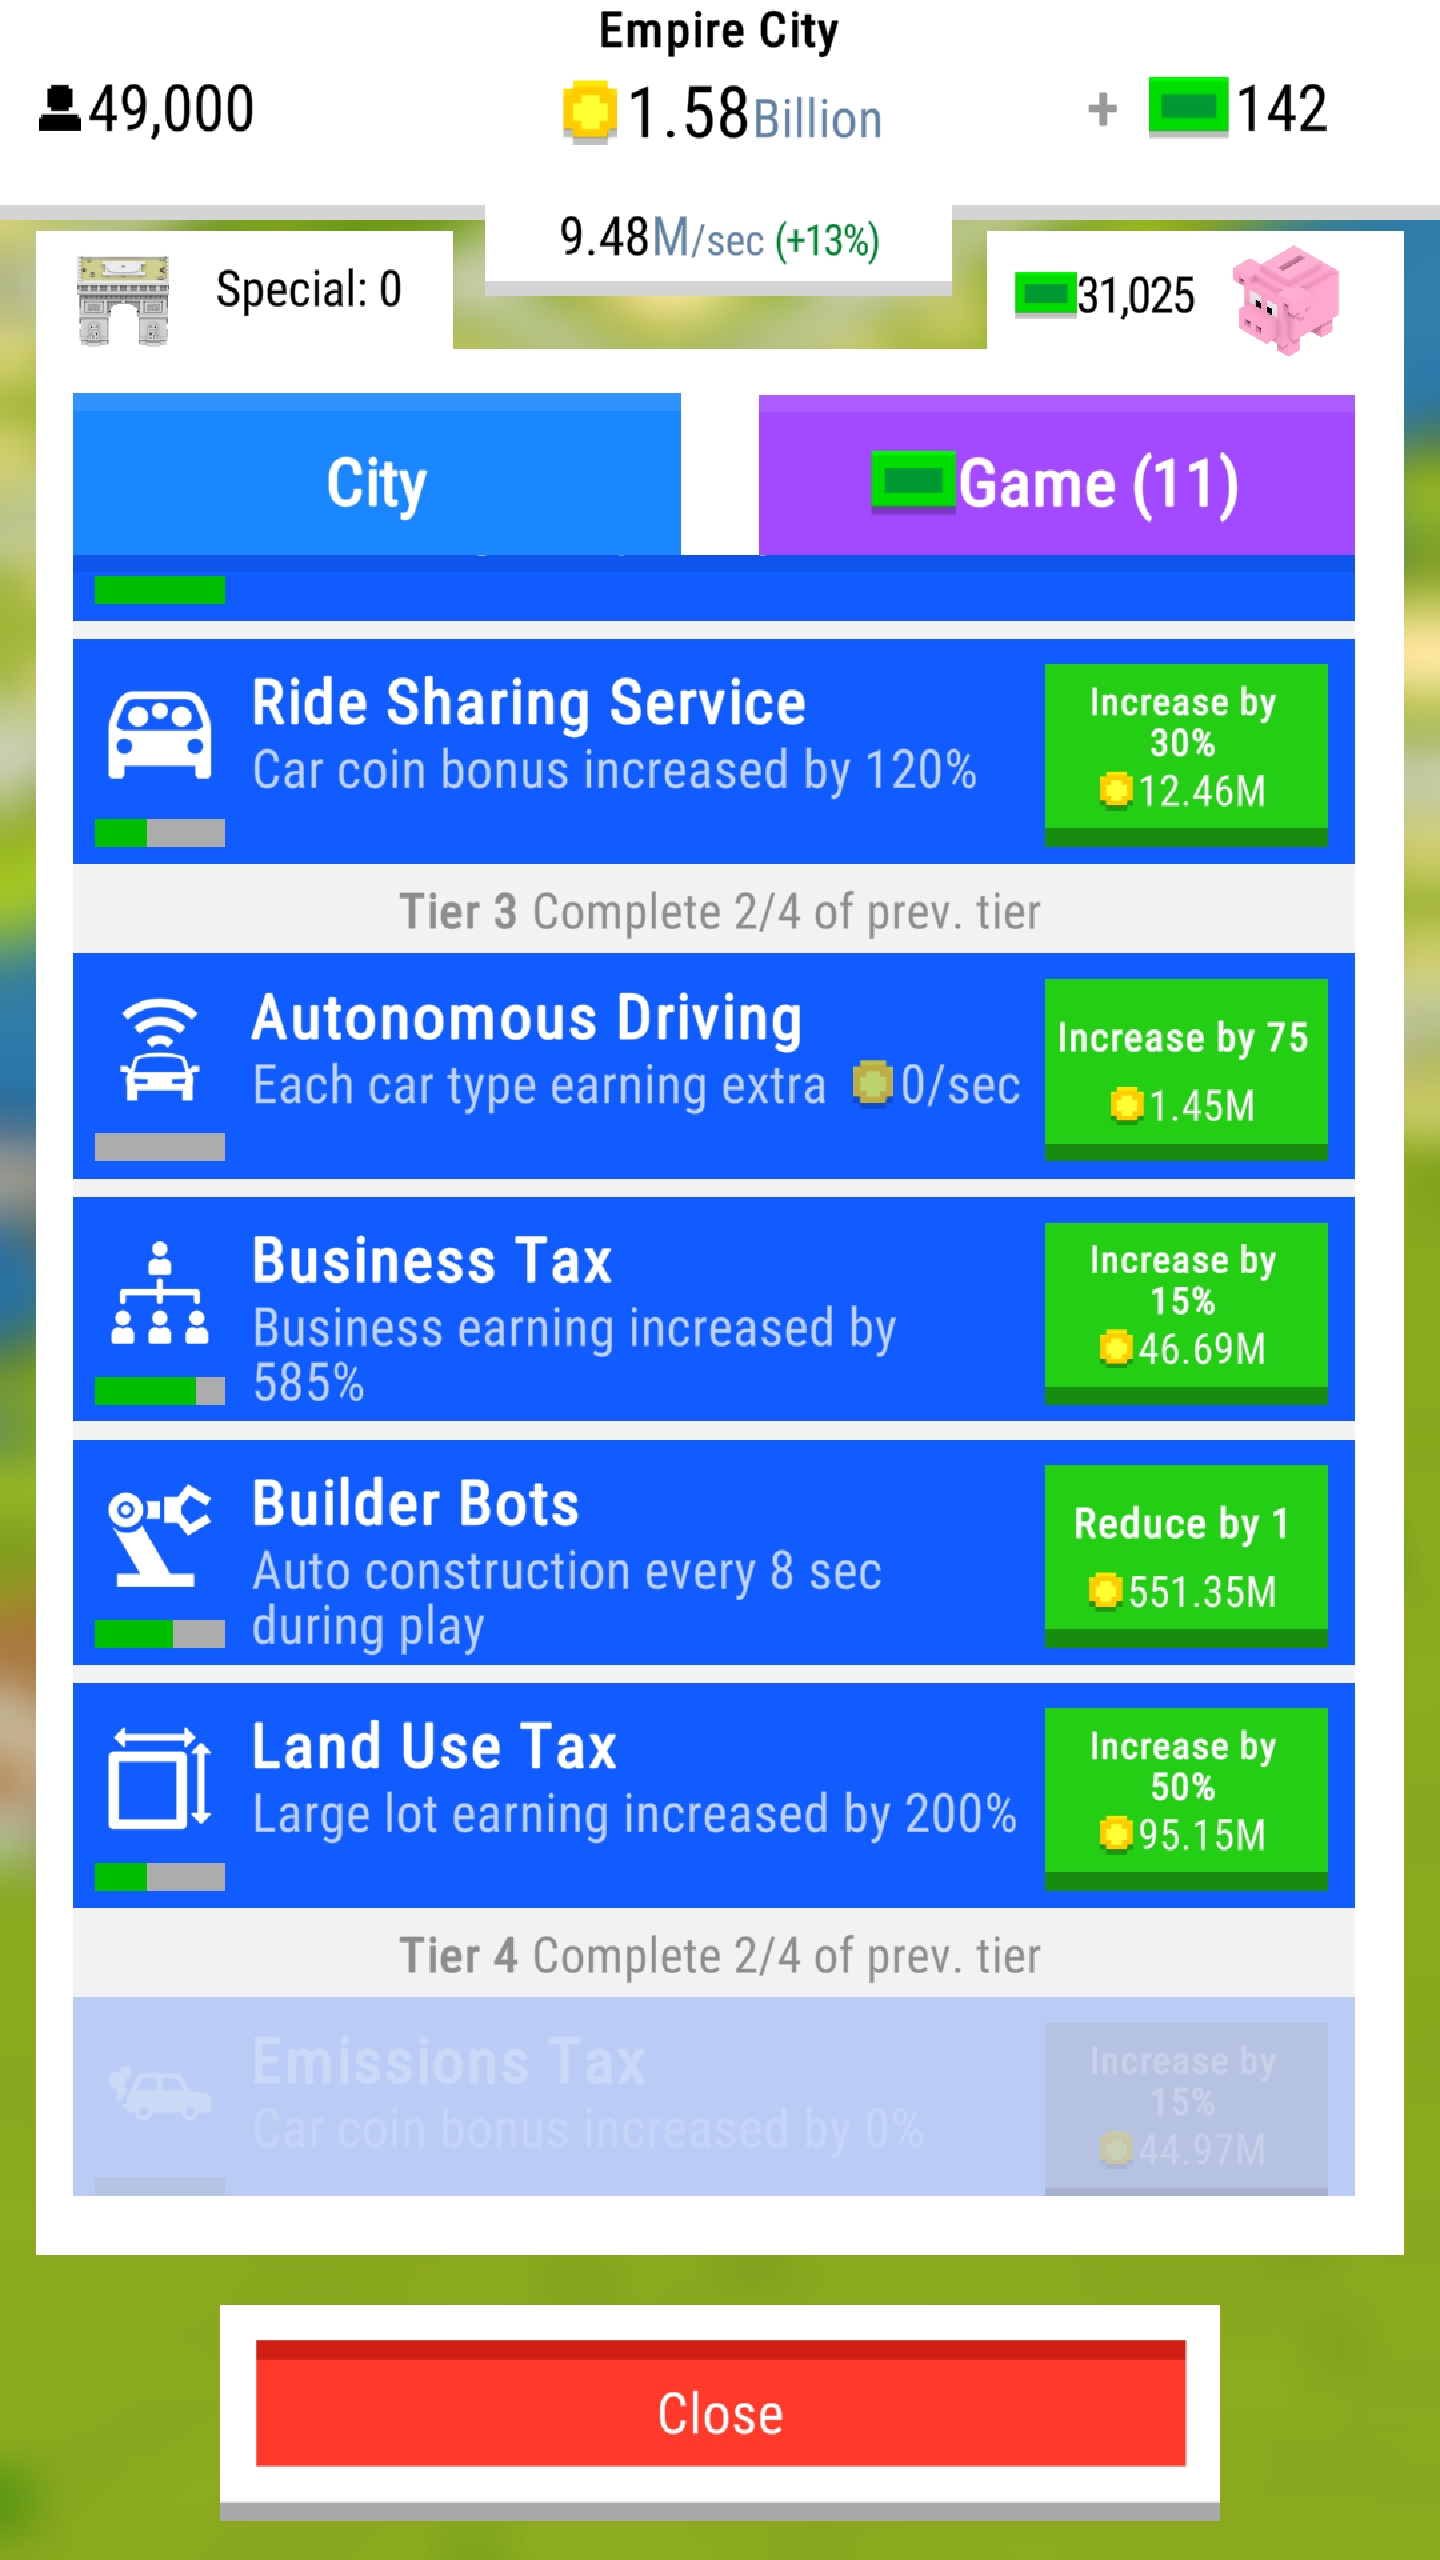 Empire City
49,000
1.58Billion
+ 142
9.48M/sec (+13%)
Special: 0
31,025
City
Game (11)
Ride Sharing Service
Car coin bonus increased by 120%
Increase by
30%
12.46M
Tier 3 Complete 2/4 of prev. tier
Autonomous Driving
Each car type earning extra 0/sec
Increase by 75
1.45M
Business Tax
Business earning increased by
585%
Increase by
15%
46.69M
Builder Bots
Auto construction every 8 sec
during play
Reduce by 1
551.35M
Land Use Tax
Large lot earning increased by 200%
Increase by
50%
95.15M
Tier 4 Complete 2/4 of prev. tier
Emissions Tax
Car coin bonus increased by 0%
Increase by
15%
44.97M
Close